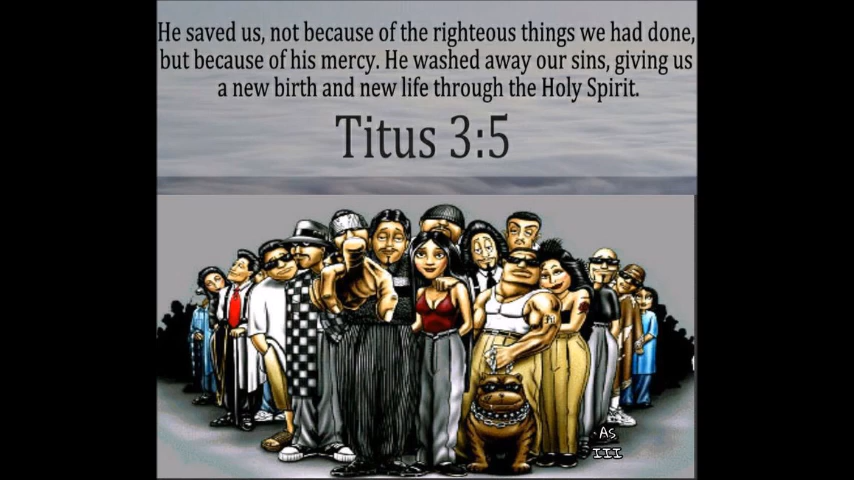 He saved us, not because of the righteous things we had done,
but because of his mercy. He washed away our sins, giving us
a new birth and new life through the Holy Spirit.
Titus 3:5
As
III